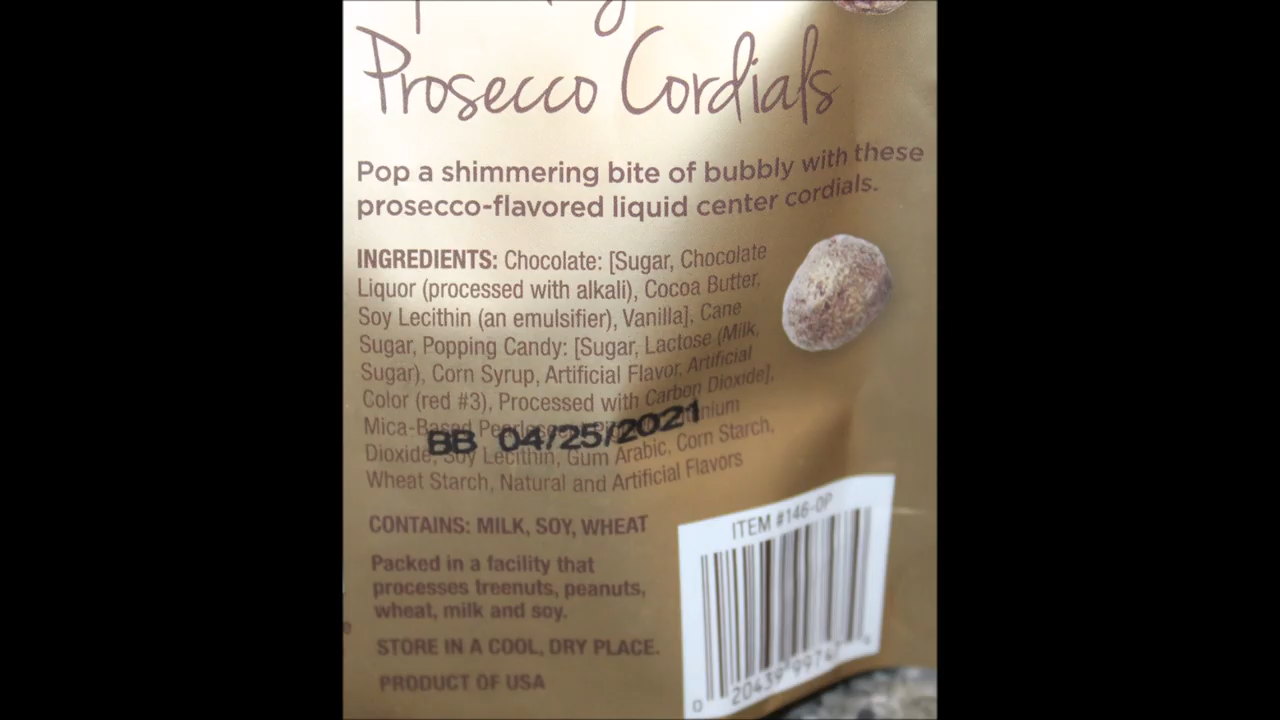 Prosecco Cordials
Pop a shimmering bite of bubbly with these
prosecco-flavored liquid center cordials.
INGREDIENTS: Chocolate: [Sugar, Chocolate
Liquor (processed with alkali), Cocoa Butter,
Soy Lecithin (an emulsifier), Vanilla], Cane
Sugar, Popping Candy: [Sugar, Lactose (Milk,
Sugar), Corn Syrup, Artificial Flavor, Artificial
Color (red #3), Processed with Carbon Dioxide],
Mica-Based Pearlescent
BB 04/25/2021
Dioxide, Soy Lecithin, Gum Arabic, Corn Starch,
Wheat Starch, Natural and Artificial Flavors
CONTAINS: MILK, SOY, WHEAT
Packed in a facility that
processes treenuts, peanuts,
wheat, milk and soy.
STORE IN A COOL, DRY PLACE.
PRODUCT OF USA
ITEM #146-0P
0 20439 99747